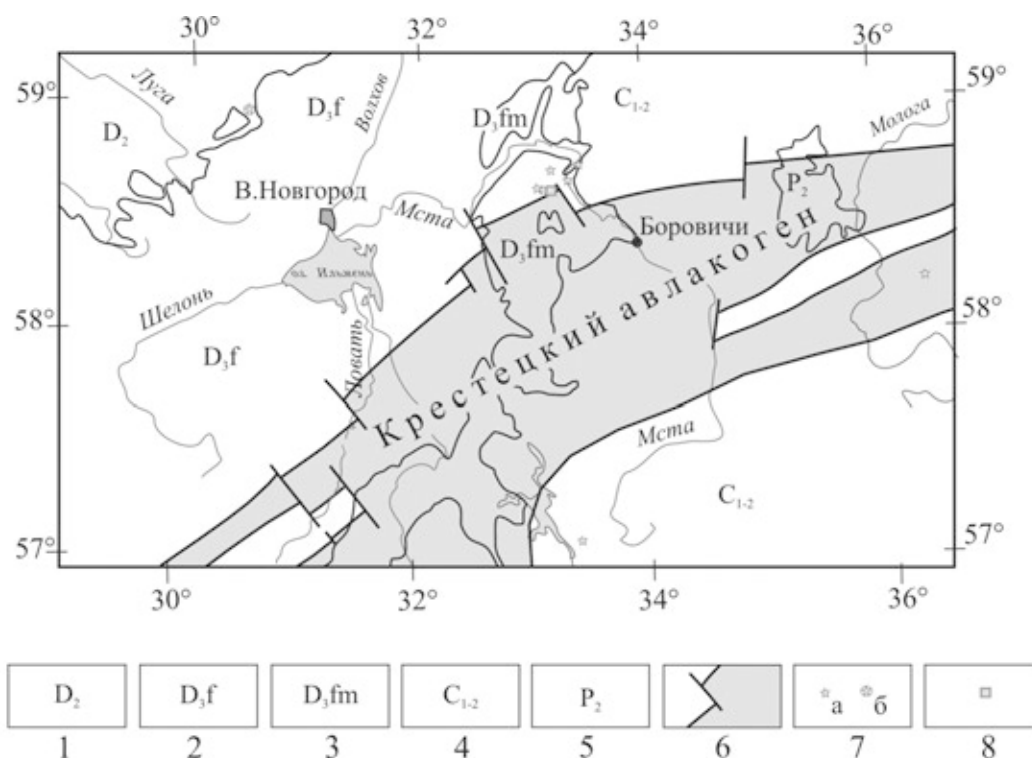 30° 32° 34° 36°
59° 59°
Луга
D₃f
Волхов
D₃fm
C₁₋₂
Молога
D₂
В.Новгород
P₂
Мста
Боровичи
D₃fm
оз. Ильмень
Шелонь
58° 58°
Ловать
D₃f
Крестецкий авлакоген
Мста
C₁₋₂
57° 57°
30° 32° 34° 36°
D₂ D₃f D₃fm C₁₋₂ P₂ а б
1 2 3 4 5 6 7 8